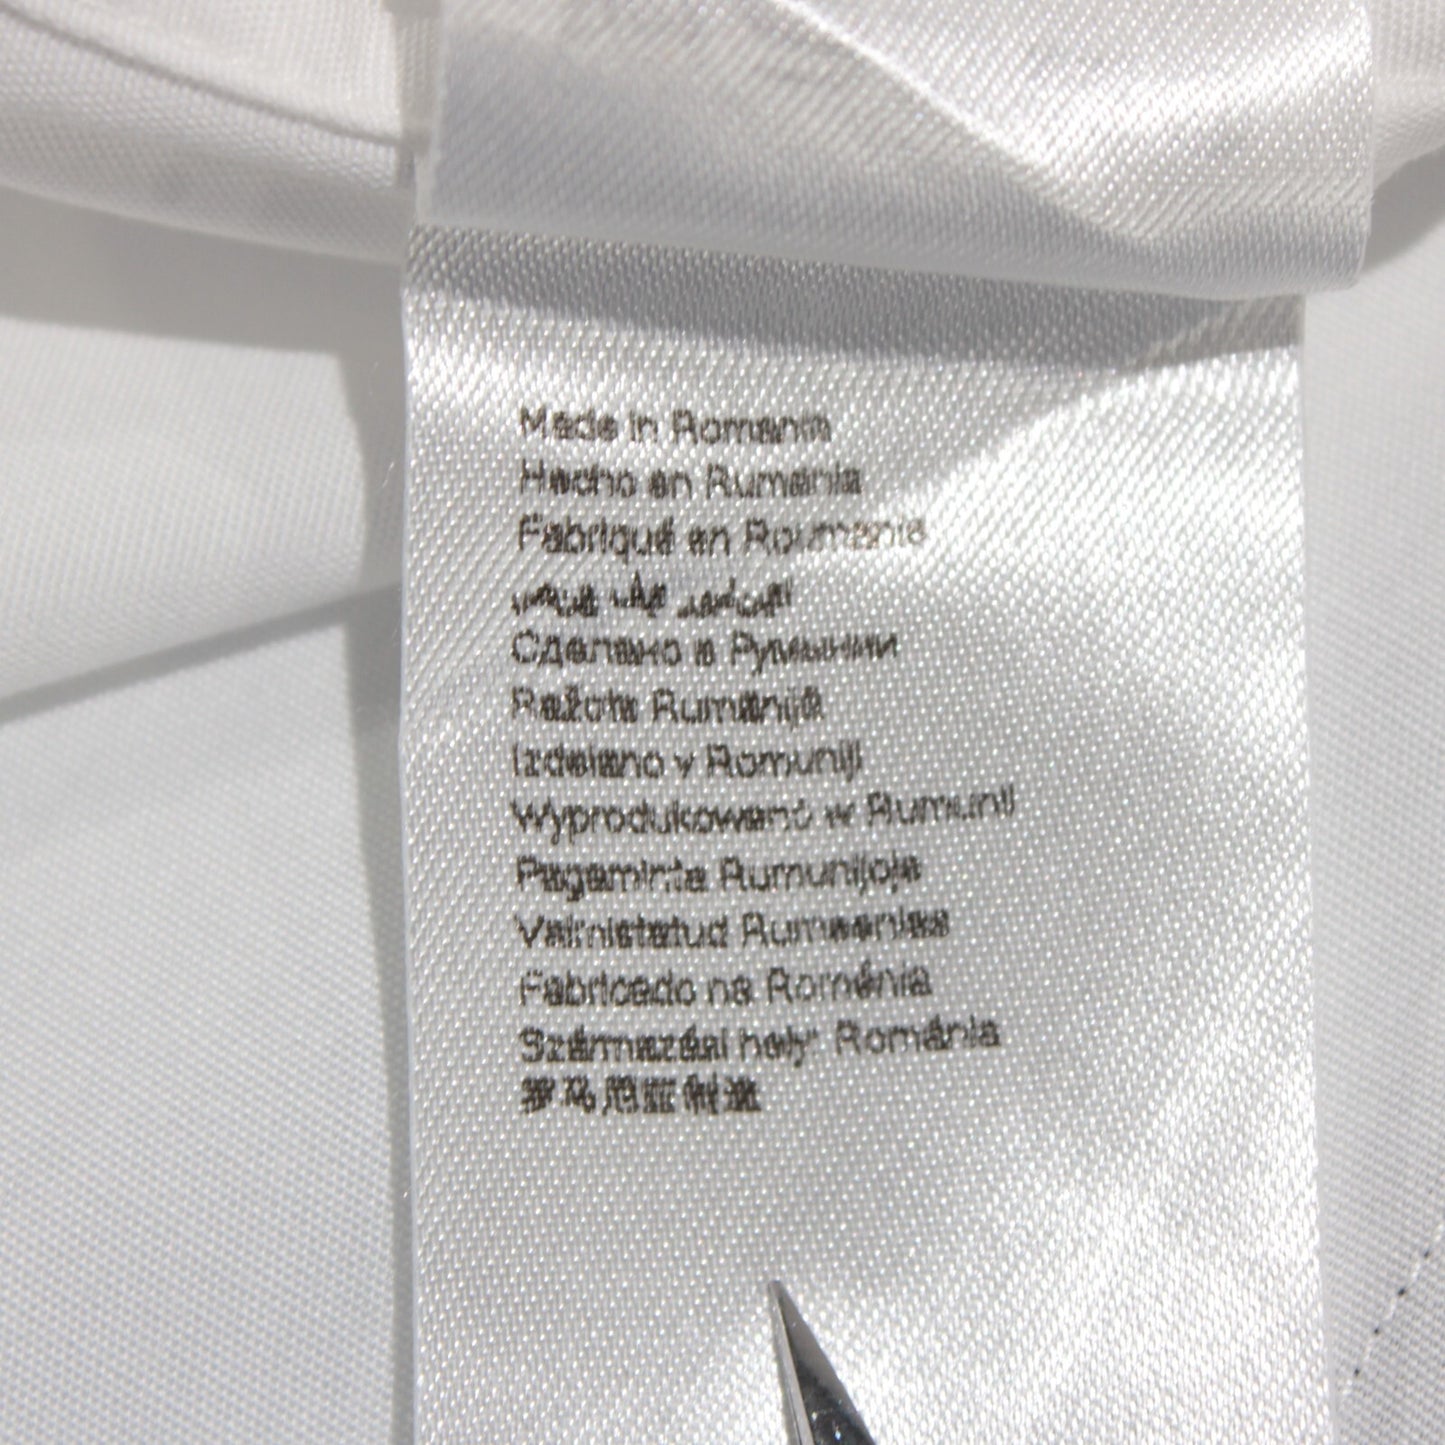 Made in Romania
Hecho en Rumania
Fabriqué en Roumanie
Сделано в Румынии
Ražots Rumānijā
Izdelano v Romuniji
Wyprodukowano w Rumunii
Pagaminta Rumunijoje
Valmistatud Rumeenias
Fabricado na Roménia
Származási hely: Románia
罗马尼亚制造